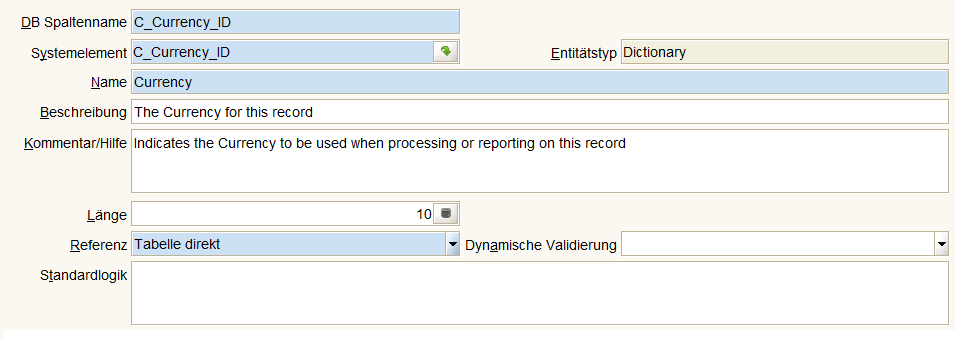 DB Spaltenname C_Currency_ID
Systemelement C_Currency_ID Entitätstyp Dictionary
Name Currency
Beschreibung The Currency for this record
Kommentar/Hilfe Indicates the Currency to be used when processing or reporting on this record
Länge 10
Referenz Tabelle direkt Dynamische Validierung
Standardlogik